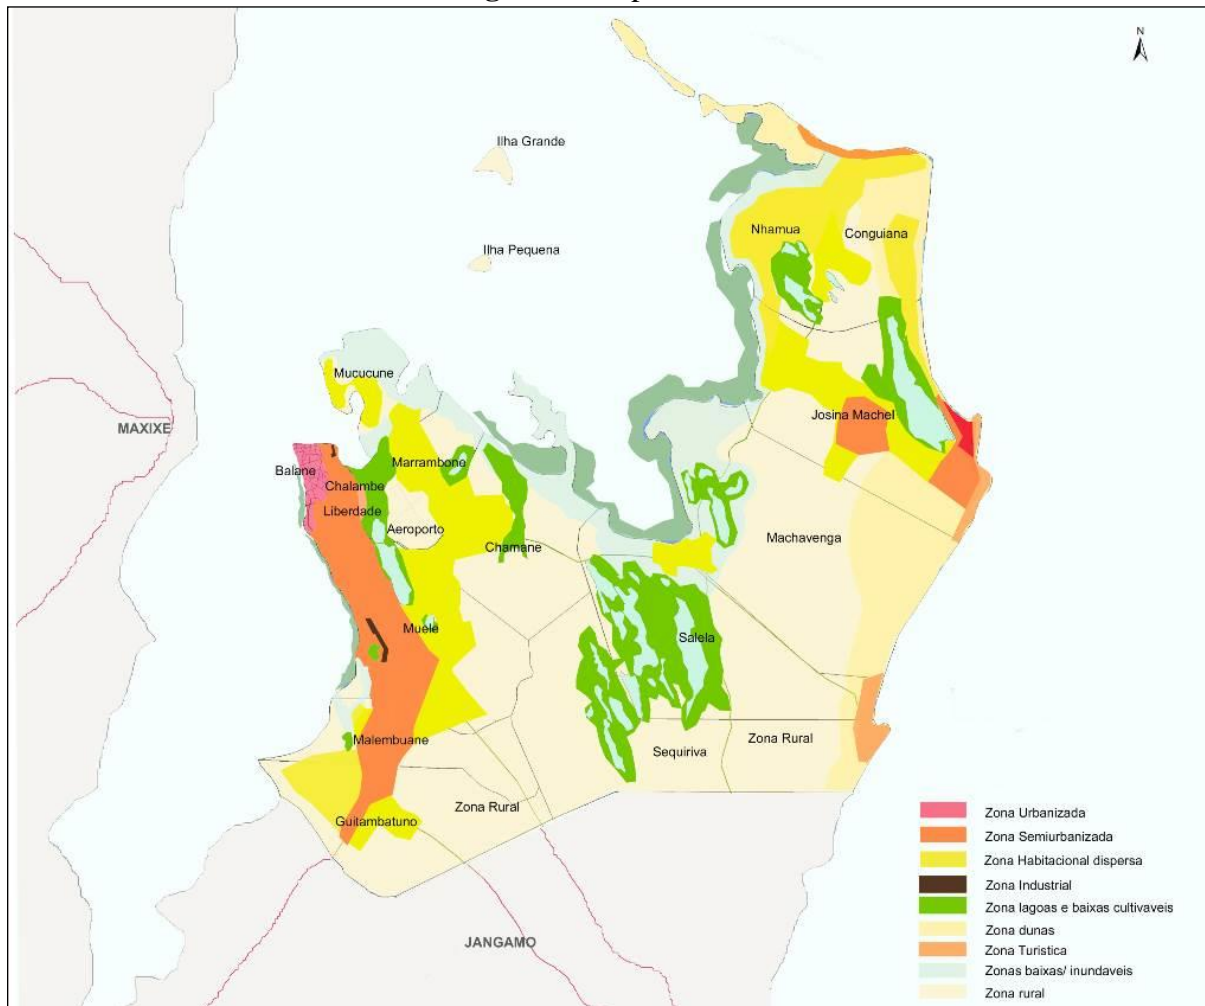 N
Ilha Grande
Nhamua
Conguiana
Ilha Pequena
Mucucune
Josina Machel
MAXIXE
Balane
Marrambone
Chalambe
Liberdade
Aeroporto
Machavenga
Chamane
Muele
Salela
Malembuane
Sequiriva
Zona Rural
Zona Rural
Guitambatuno
JANGAMO
Zona Urbanizada
Zona Semiurbanizada
Zona Habitacional dispersa
Zona Industrial
Zona lagoas e baixas cultivaveis
Zona dunas
Zona Turistica
Zonas baixas/ inundaveis
Zona rural